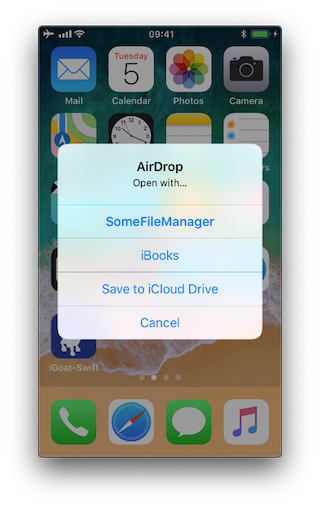 09:41
Tuesday
5
Mail
Calendar
Photos
Camera
AirDrop
Open with...
SomeFileManager
iBooks
Save to iCloud Drive
Cancel
iGoat-Swift